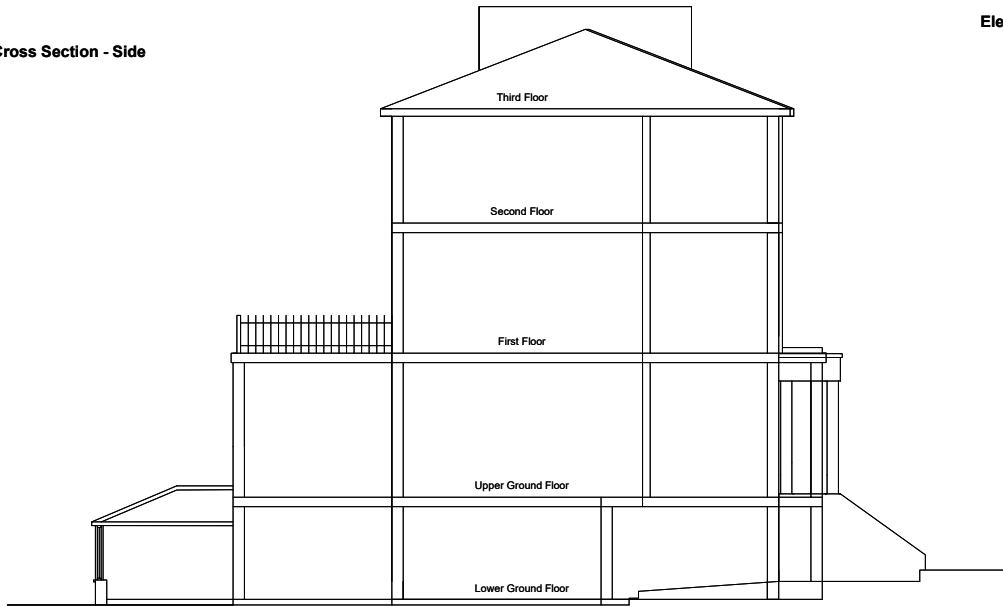 Cross Section - Side
Ele
Third Floor
Second Floor
First Floor
Upper Ground Floor
Lower Ground Floor